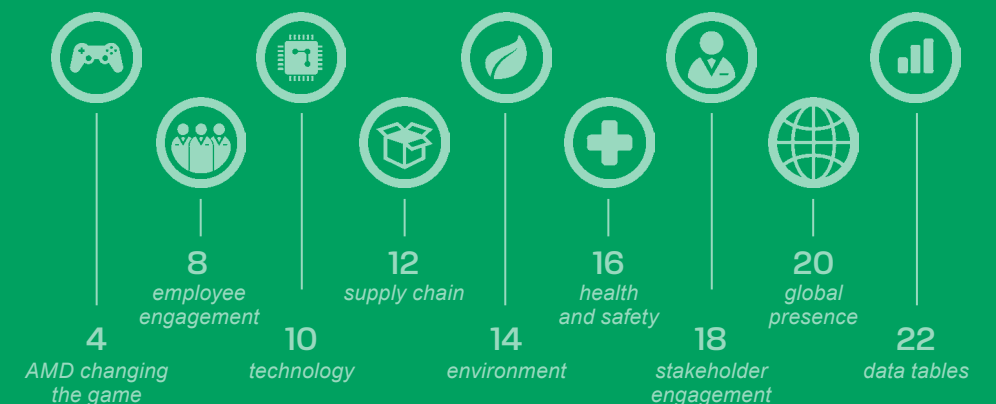 4
AMD changing
the game
8
employee
engagement
10
technology
12
supply chain
14
environment
16
health
and safety
18
stakeholder
engagement
20
global
presence
22
data tables